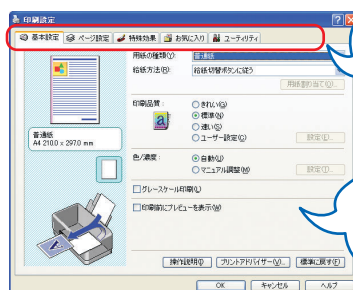 印刷設定
基本設定 ページ設定 特殊効果 お気に入り ユーティリティ
用紙の種類(Y): 普通紙
給紙方法(P): 給紙切替ボタンに従う
用紙割り当て(O)...
印刷品質: きれい(G)
標準(N)
速い(S)
ユーザー設定(C) 設定(E)...
普通紙
A4 210.0 x 297.0 mm
色/濃度: 自動(U)
マニュアル調整(M) 設定(T)...
グレースケール印刷(L)
印刷前にプレビューを表示(W)
操作説明(I) プリントアドバイザー(V)... 標準に戻す(F)
OK キャンセル ヘルプ